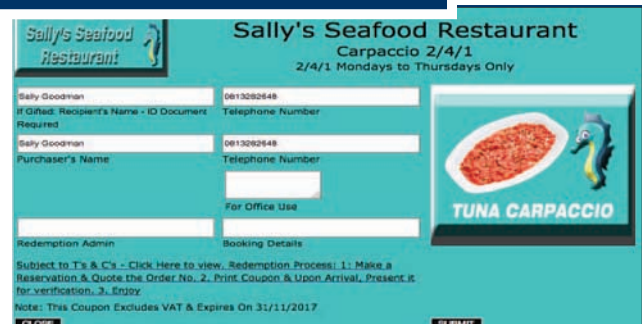 Sally's Seafood
Restaurant
Sally's Seafood Restaurant
Carpaccio 2/4/1
2/4/1 Mondays to Thursdays Only
Sally Goodman
0813282648
If Gifted: Recipient's Name - ID Document
Required
Telephone Number
Sally Goodman
0813282648
Purchaser's Name
Telephone Number
For Office Use
TUNA CARPACCIO
Redemption Admin
Booking Details
Subject to T's & C's - Click Here to view. Redemption Process: 1: Make a
Reservation & Quote the Order No. 2. Print Coupon & Upon Arrival, Present it
for verification. 3. Enjoy
Note: This Coupon Excludes VAT & Expires On 31/11/2017
CLOSE
SUBMIT